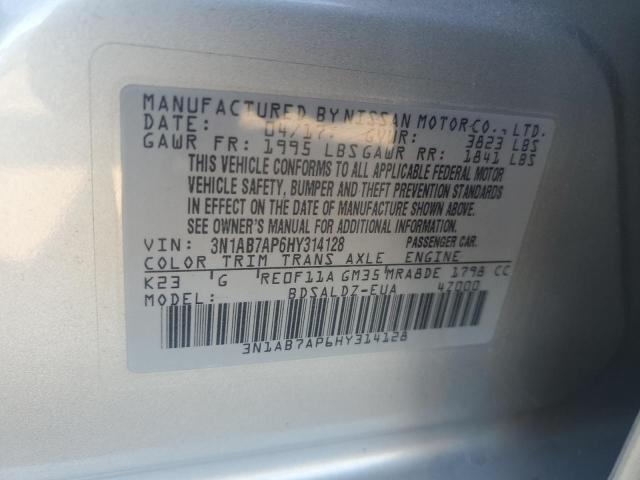 MANUFACTURED BY NISSAN MOTOR CO., LTD.
DATE: 04/17. GVWR: 3823 LBS
GAWR FR: 1995 LBS GAWR RR: 1841 LBS
THIS VEHICLE CONFORMS TO ALL APPLICABLE FEDERAL MOTOR
VEHICLE SAFETY, BUMPER AND THEFT PREVENTION STANDARDS
IN EFFECT ON THE DATE OF MANUFACTURE SHOWN ABOVE.
SEE OWNER'S MANUAL FOR ADDITIONAL INFORMATION.
VIN: 3N1AB7AP6HY314128 PASSENGER CAR.
COLOR TRIM TRANS AXLE ENGINE
K23 G RE0F11A GM35 MRA8DE 1798 CC
MODEL: BDSALDZ-EUA 4Z000
3N1AB7AP6HY314128